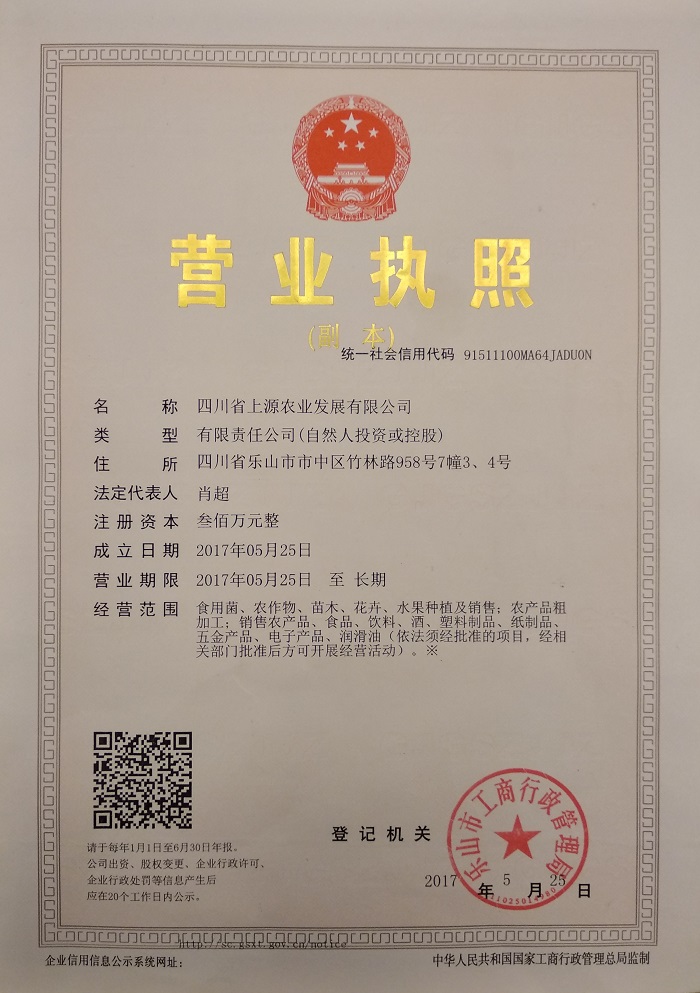 营业执照
(副 本)
统一社会信用代码 91511100MA64JADU0N
名 称 四川省上源农业发展有限公司
类 型 有限责任公司(自然人投资或控股)
住 所 四川省乐山市市中区竹林路958号7幢3、4号
法定代表人 肖超
注册资本 叁佰万元整
成立日期 2017年05月25日
营业期限 2017年05月25日 至 长期
经营范围 食用菌、农作物、苗木、花卉、水果种植及销售；农产品粗
加工；销售农产品、食品、饮料、酒、塑料制品、纸制品、
五金产品、电子产品、润滑油（依法须经批准的项目，经相
关部门批准后方可开展经营活动）。※
请于每年1月1日至6月30日年报。
公司出资、股权变更、企业行政许可、
企业行政处罚等信息产生后
应在20个工作日内公示。
登记机关
乐山市工商行政管理局
2017 年 5 月 25 日
http://sc.gsxt.gov.cn/notice
企业信用信息公示系统网址：
中华人民共和国国家工商行政管理总局监制